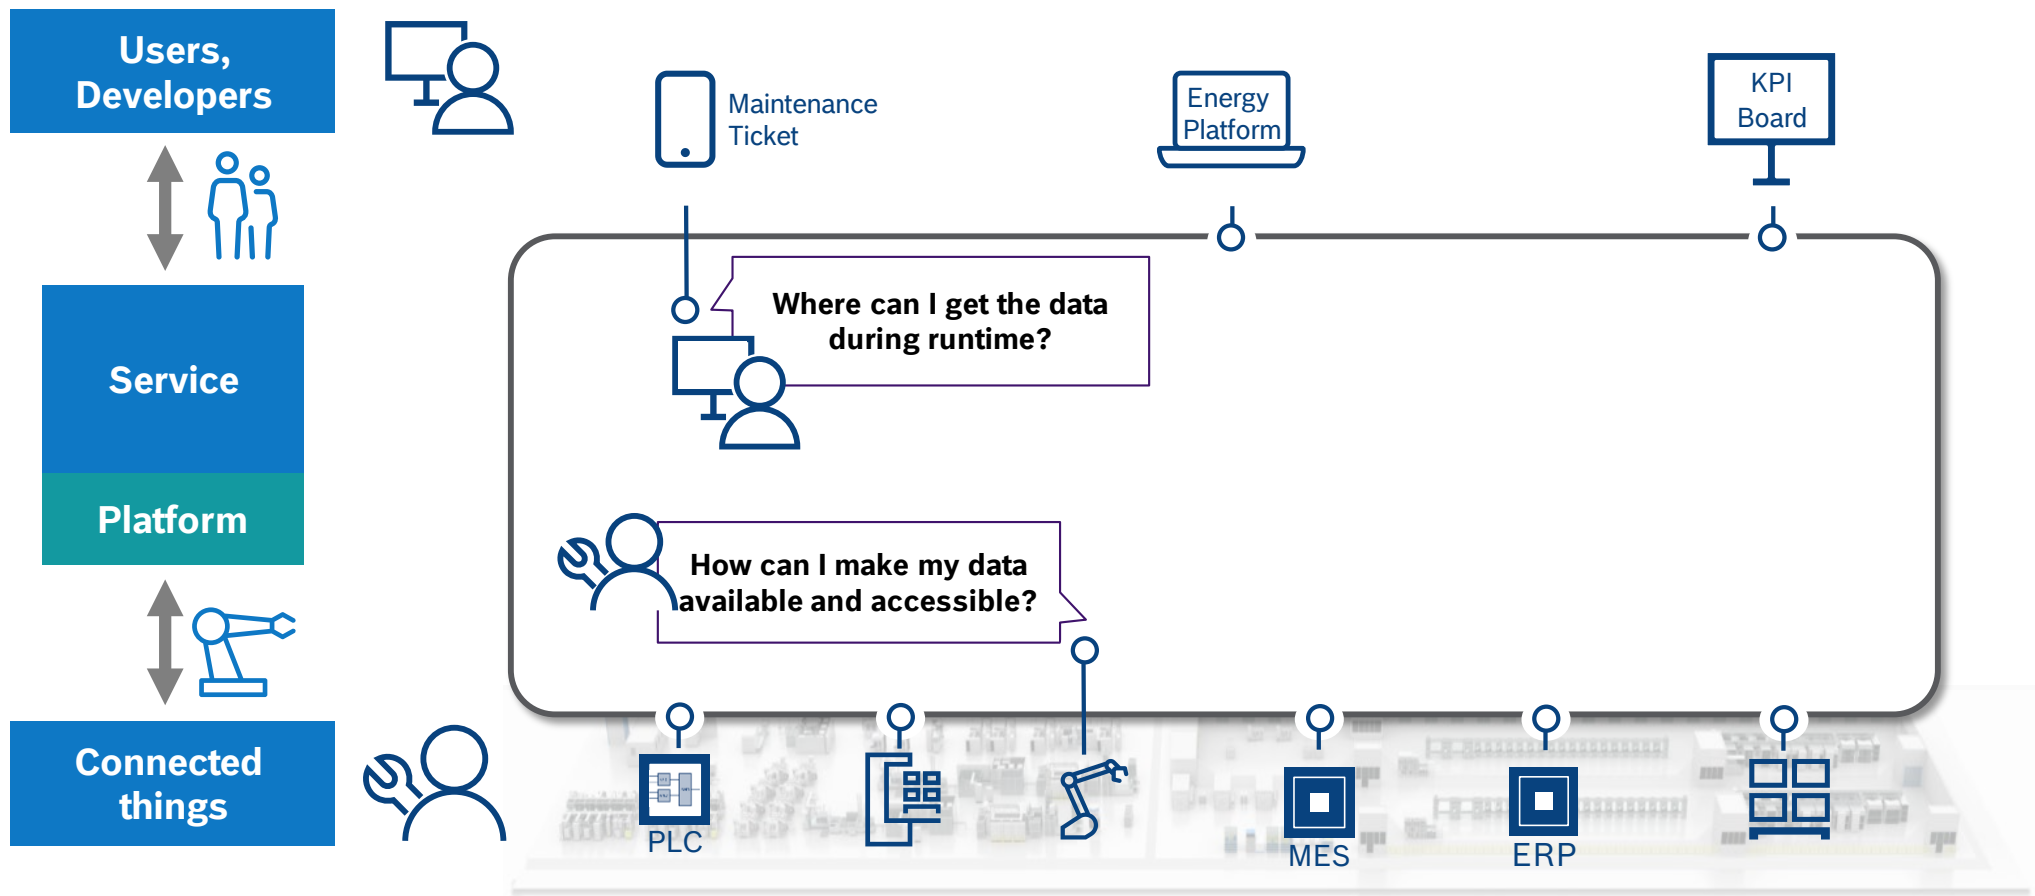 Users,
Developers
Maintenance
Ticket
Energy
Platform
KPI
Board
Where can I get the data
during runtime?
Service
Platform
How can I make my data
available and accessible?
Connected
things
PLC
MES
ERP